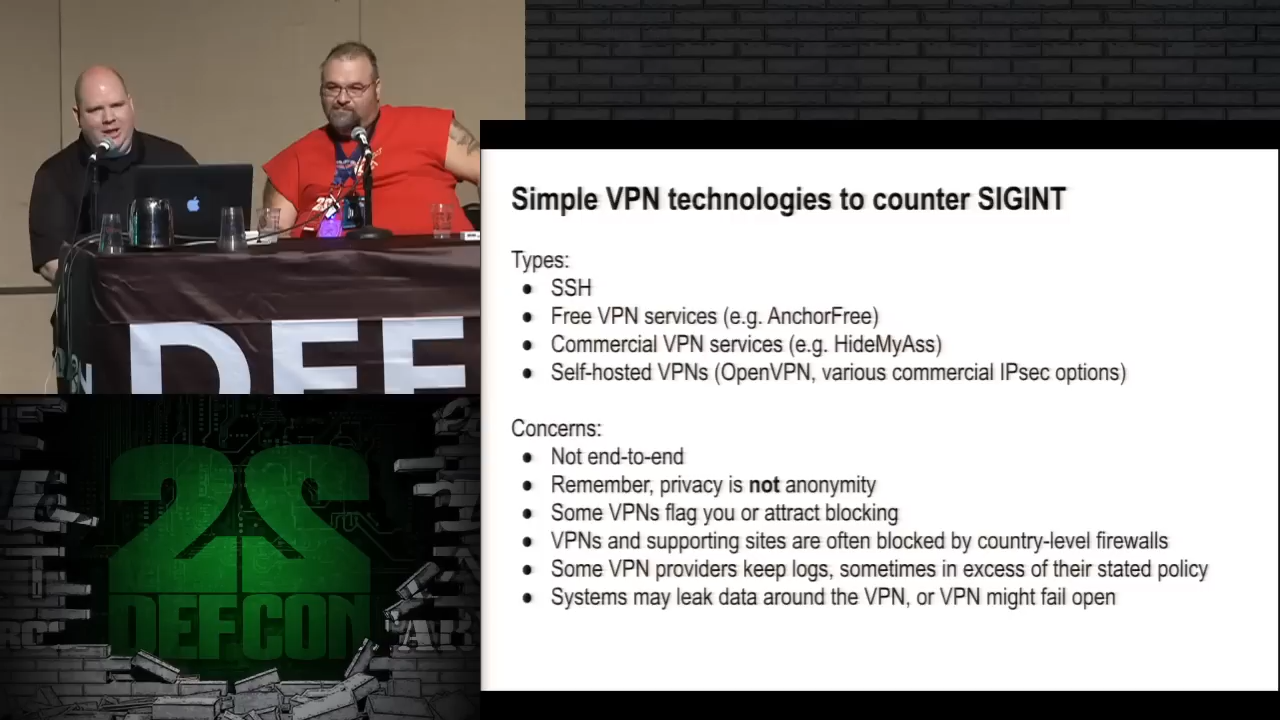 DEF
N
22
DEFCON
Simple VPN technologies to counter SIGINT
Types:
● SSH
● Free VPN services (e.g. AnchorFree)
● Commercial VPN services (e.g. HideMyAss)
● Self-hosted VPNs (OpenVPN, various commercial IPsec options)
Concerns:
● Not end-to-end
● Remember, privacy is not anonymity
● Some VPNs flag you or attract blocking
● VPNs and supporting sites are often blocked by country-level firewalls
● Some VPN providers keep logs, sometimes in excess of their stated policy
● Systems may leak data around the VPN, or VPN might fail open